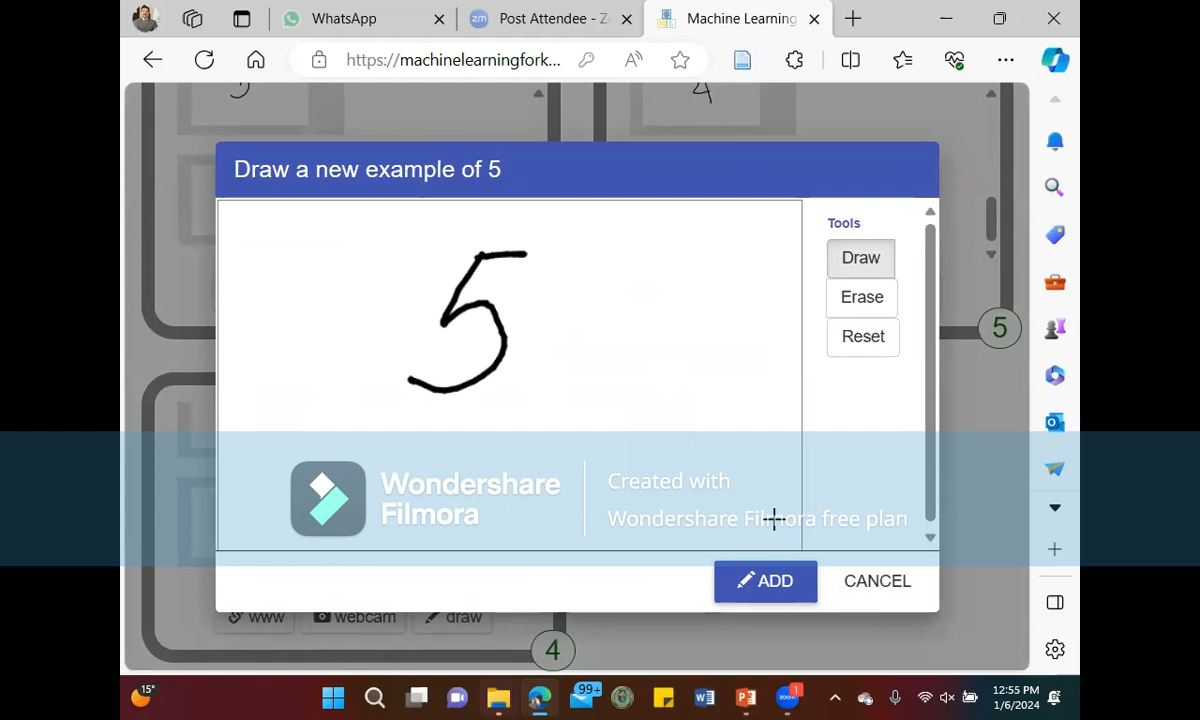 WhatsApp
Post Attendee - Z
Machine Learning
https://machinelearningfork...
3
4
Draw a new example of 5
5
Tools
Draw
Erase
Reset
5
Wondershare
Filmora
Created with
Wondershare Filmora free plan
ADD
CANCEL
www
webcam
draw
4
15°
99+
1
12:55 PM
1/6/2024